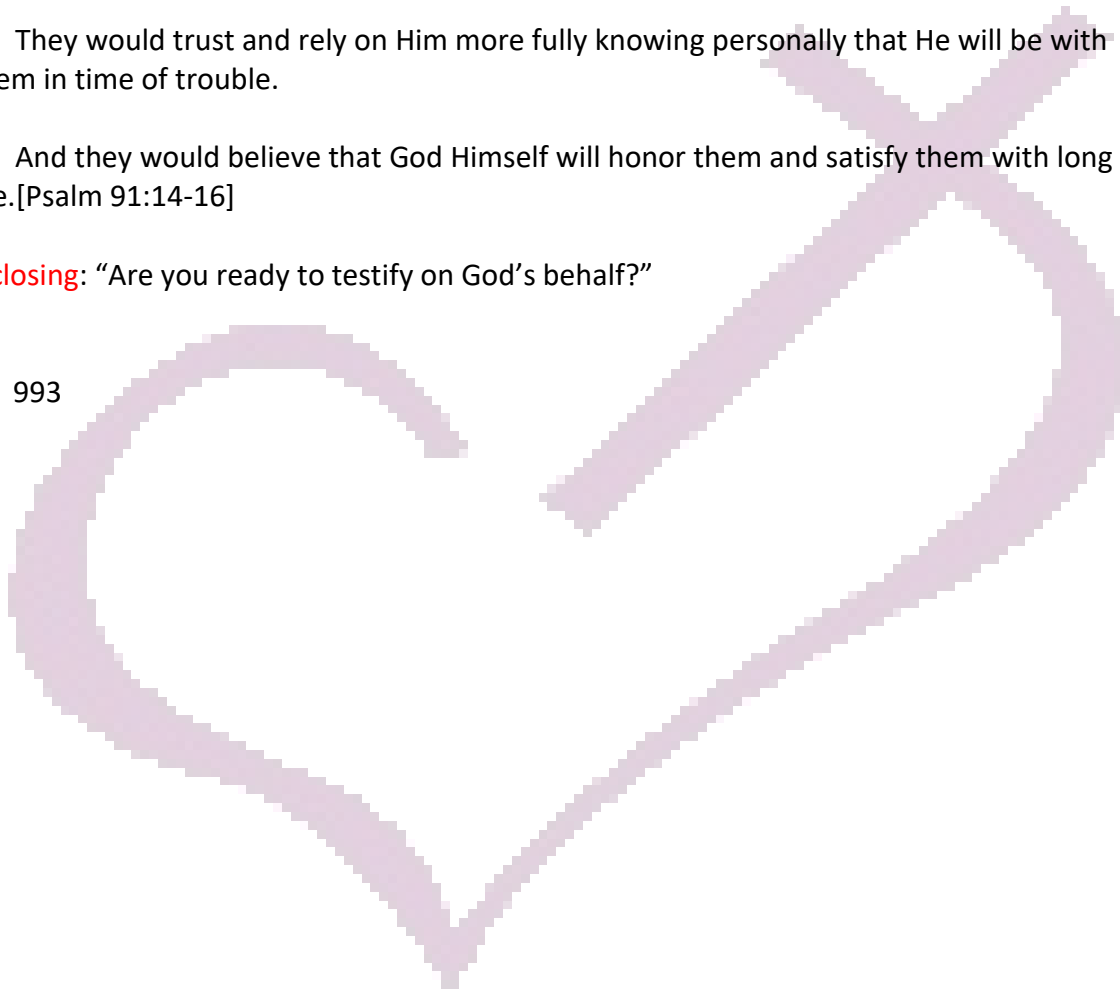 They would trust and rely on Him more fully knowing personally that He will be with
em in time of trouble.
And they would believe that God Himself will honor them and satisfy them with long
e.[Psalm 91:14-16]
closing: “Are you ready to testify on God’s behalf?”
993